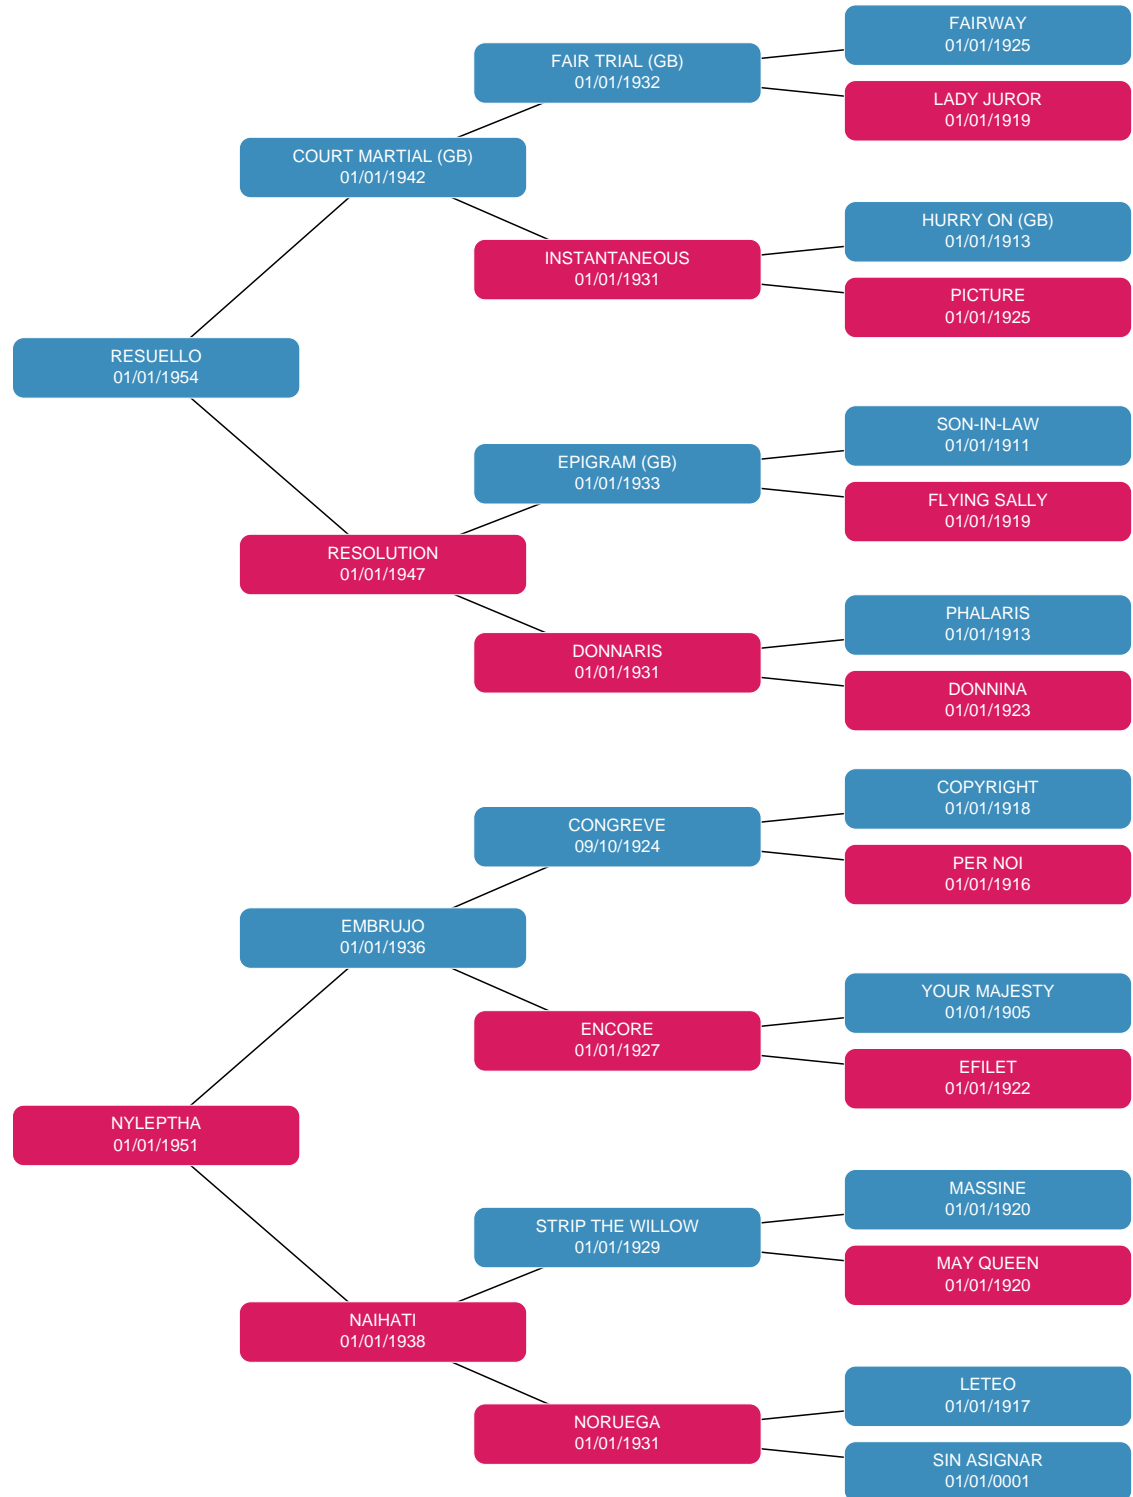 FAIRWAY
01/01/1925
FAIR TRIAL (GB)
01/01/1932
LADY JUROR
01/01/1919
COURT MARTIAL (GB)
01/01/1942
HURRY ON (GB)
01/01/1913
INSTANTANEOUS
01/01/1931
PICTURE
01/01/1925
RESUELLO
01/01/1954
SON-IN-LAW
01/01/1911
EPIGRAM (GB)
01/01/1933
FLYING SALLY
01/01/1919
RESOLUTION
01/01/1947
PHALARIS
01/01/1913
DONNARIS
01/01/1931
DONNINA
01/01/1923
COPYRIGHT
01/01/1918
CONGREVE
09/10/1924
PER NOI
01/01/1916
EMBRUJO
01/01/1936
YOUR MAJESTY
01/01/1905
ENCORE
01/01/1927
EFILET
01/01/1922
NYLEPTHA
01/01/1951
MASSINE
01/01/1920
STRIP THE WILLOW
01/01/1929
MAY QUEEN
01/01/1920
NAIHATI
01/01/1938
LETEO
01/01/1917
NORUEGA
01/01/1931
SIN ASIGNAR
01/01/0001